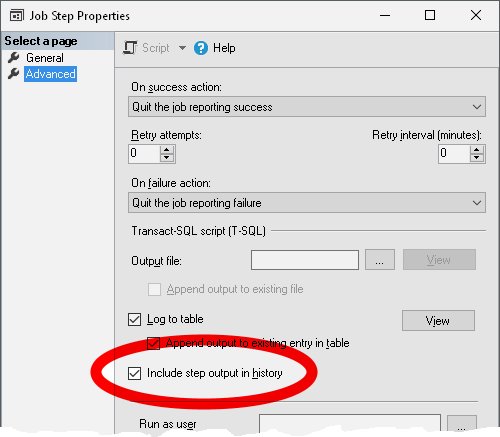 Job Step Properties
Select a page
General
Advanced
Script
Help
On success action:
Quit the job reporting success
Retry attempts:
Retry interval (minutes):
0
0
On failure action:
Quit the job reporting failure
Transact-SQL script (T-SQL)
Output file:
...
View
Append output to existing file
Log to table
View
Append output to existing entry in table
Include step output in history
Run as user
...